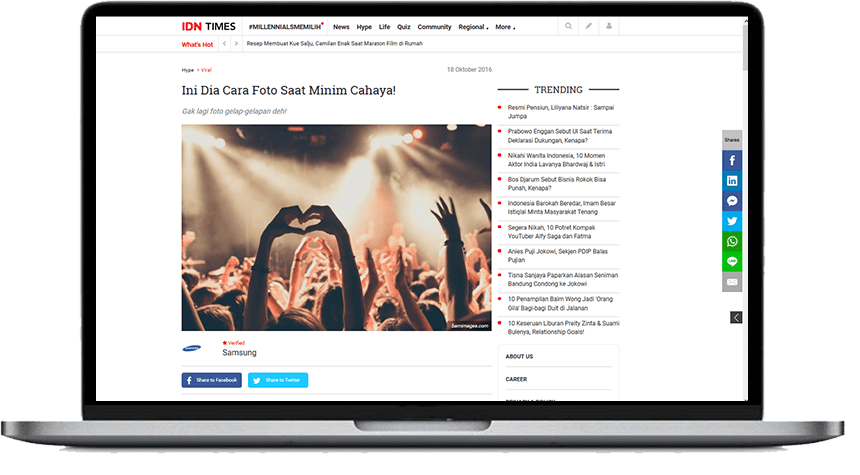 IDN TIMES
#MILLENNIALSMEMILIH
News
Hype
Life
Quiz
Community
Regional
More
What's Hot
Resep Membuat Kue Salju, Camilan Enak Saat Maraton Film di Rumah
Hype > Viral
18 Oktober 2016
Ini Dia Cara Foto Saat Minim Cahaya!
Gak lagi foto gelap-gelapan deh!
bamimages.com
Verified
SAMSUNG
Samsung
Share to Facebook
Share to Twitter
TRENDING
Resmi Pensiun, Liliyana Natsir : Sampai
Jumpa
Prabowo Enggan Sebut UI Saat Terima
Deklarasi Dukungan, Kenapa?
Nikahi Wanita Indonesia, 10 Momen
Aktor India Lavanya Bhardwaj & Istri
Bos Djarum Sebut Bisnis Rokok Bisa
Punah, Kenapa?
Indonesia Barokah Beredar, Imam Besar
Istiqlal Minta Masyarakat Tenang
Segera Nikah, 10 Potret Kompak
YouTuber Alfy Saga dan Fatma
Anies Puji Jokowi, Sekjen PDIP Balas
Pujian
Tisna Sanjaya Paparkan Alasan Seniman
Bandung Condong ke Jokowi
10 Penampilan Baim Wong Jadi 'Orang
Gila' Bagi-bagi Duit di Jalanan
10 Keseruan Liburan Preity Zinta & Suami
Bulenya, Relationship Goals!
ABOUT US
CAREER
Shares